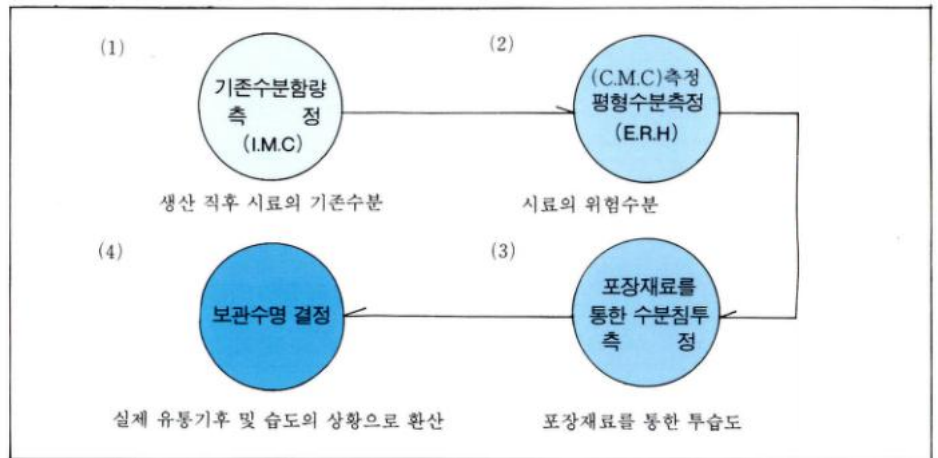 (1)
기존수분함량
측 정
(I.M.C)
생산 직후 시료의 기존수분
(2)
(C.M.C)측정
평형수분측정
(E.R.H)
시료의 위험수분
(4)
보관수명 결정
실제 유통기후 및 습도의 상황으로 환산
(3)
포장재료를
통한 수분침투
측 정
포장재료를 통한 투습도